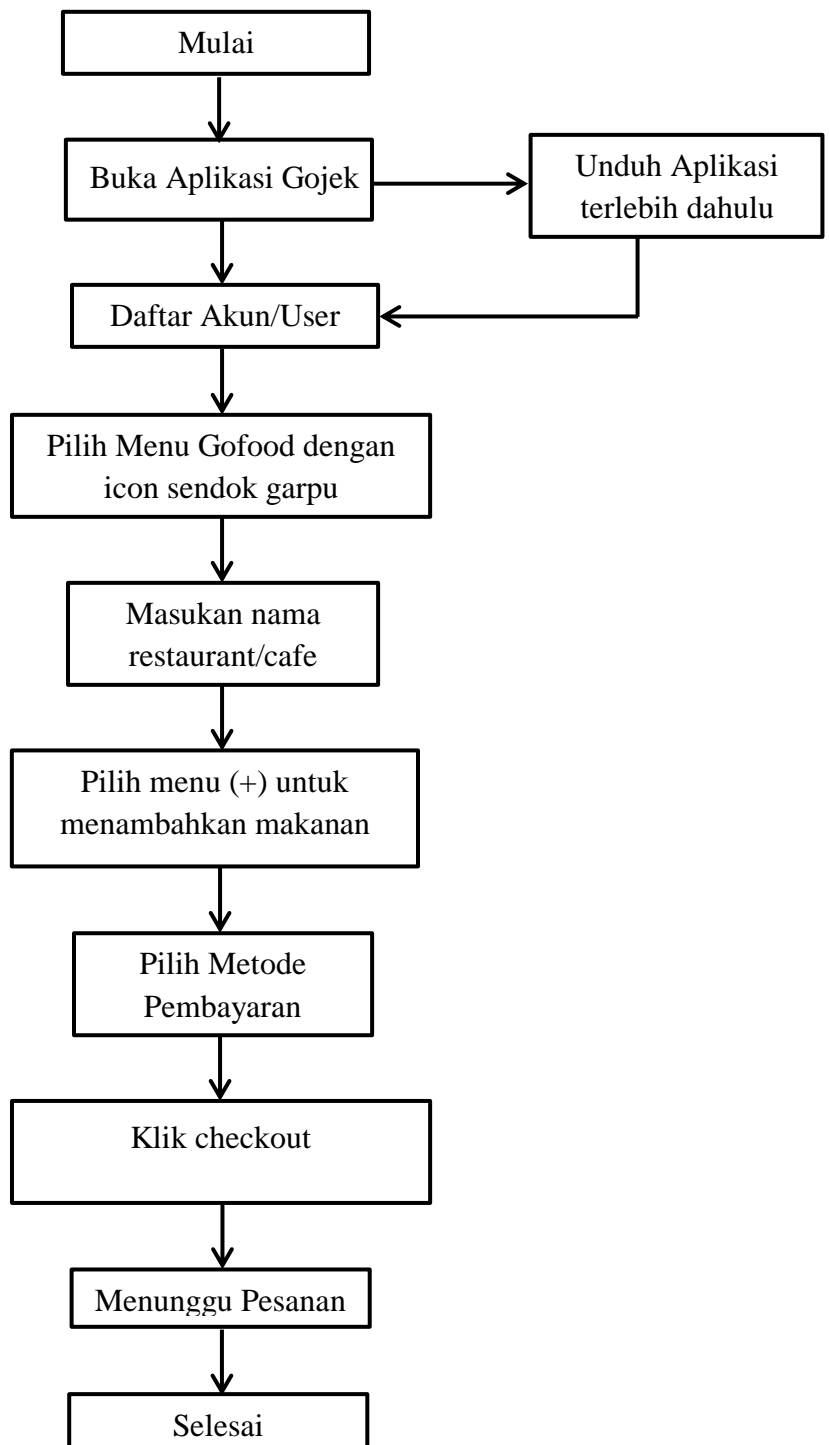 Mulai
Buka Aplikasi Gojek
Unduh Aplikasi
terlebih dahulu
Daftar Akun/User
Pilih Menu Gofood dengan
icon sendok garpu
Masukan nama
restaurant/cafe
Pilih menu (+) untuk
menambahkan makanan
Pilih Metode
Pembayaran
Klik checkout
Menunggu Pesanan
Selesai